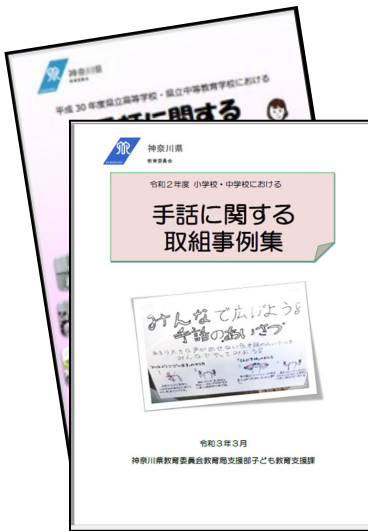 神奈川県
教育委員会
平成30年度県立高等学校・県立中等教育学校における
手話に関する
神奈川県
教育委員会
令和2年度 小学校・中学校における
手話に関する
取組事例集
みんなで広げよう!
手話のあいさつ
令和3年3月
神奈川県教育委員会教育局支援部子ども教育支援課